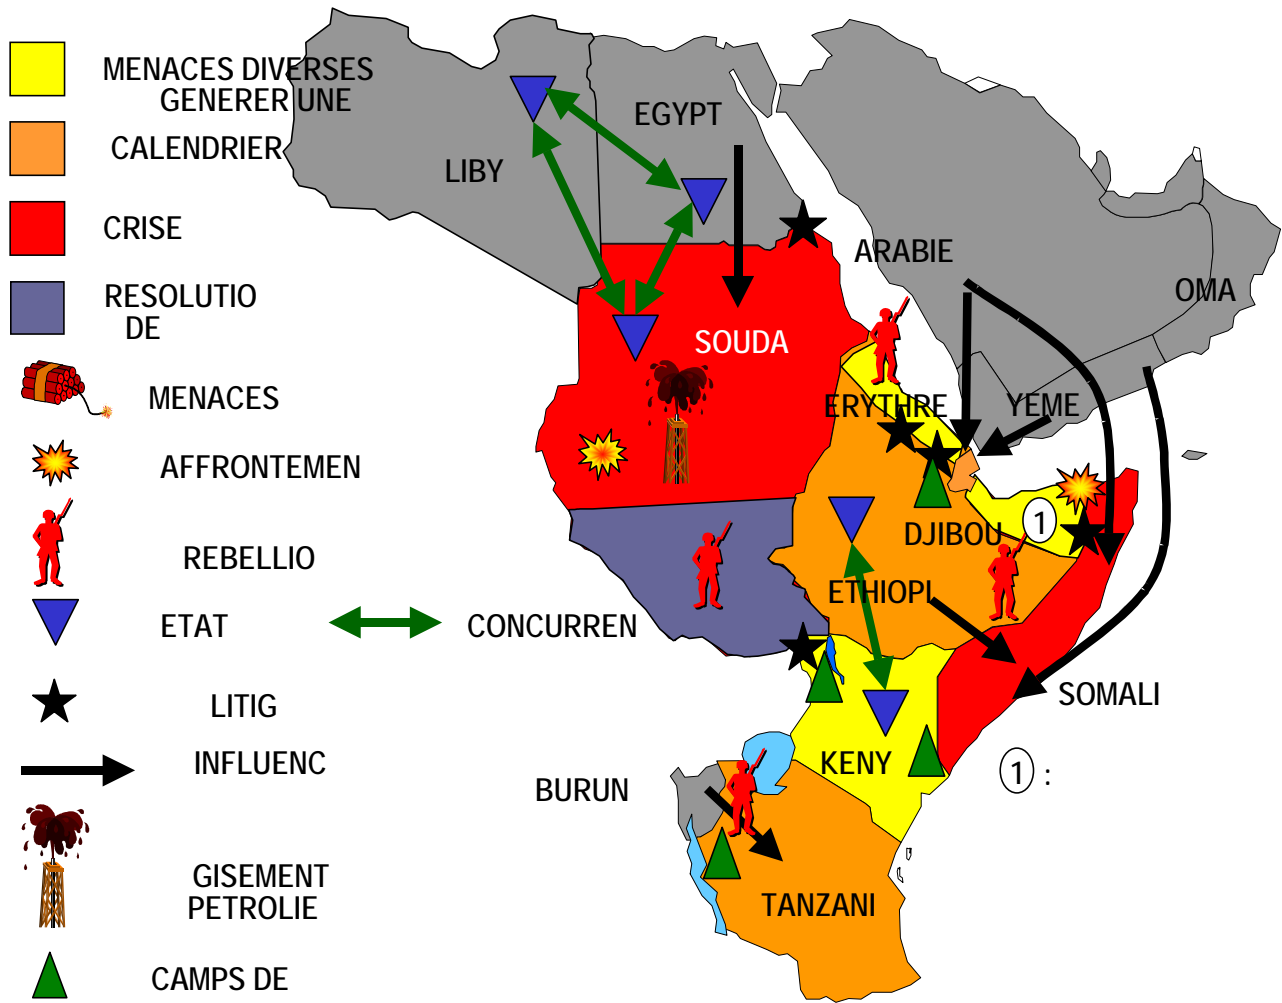 MENACES DIVERSES
GENERER UNE
CALENDRIER
CRISE
RESOLUTIO
DE
MENACES
AFFRONTEMEN
REBELLIO
ETAT
CONCURREN
LITIG
INFLUENC
GISEMENT
PETROLIE
CAMPS DE
LIBY
EGYPT
ARABIE
OMA
SOUDA
ERYTHRE
YEME
1
DJIBOU
ETHIOPI
SOMALI
KENY
1 :
BURUN
TANZANI